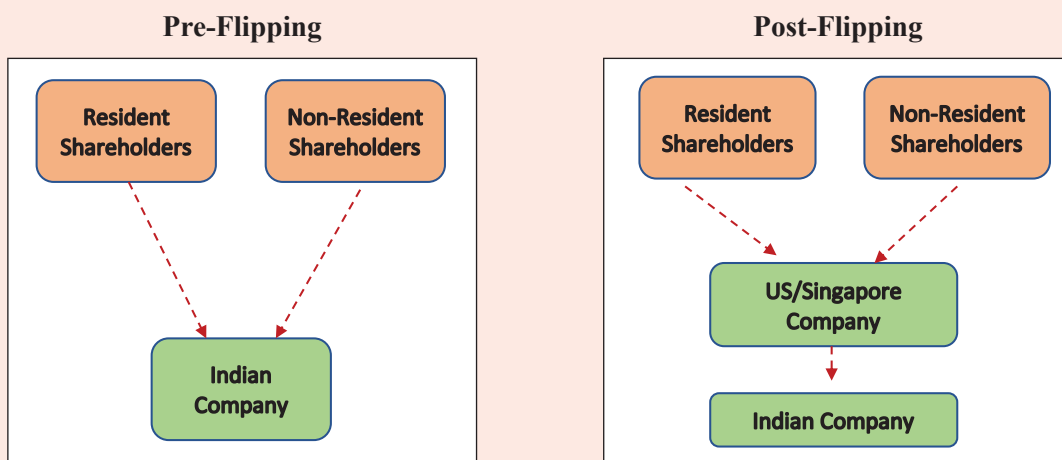 Pre-Flipping
Resident
Shareholders
Non-Resident
Shareholders
Indian
Company
Post-Flipping
Resident
Shareholders
Non-Resident
Shareholders
US/Singapore
Company
Indian Company